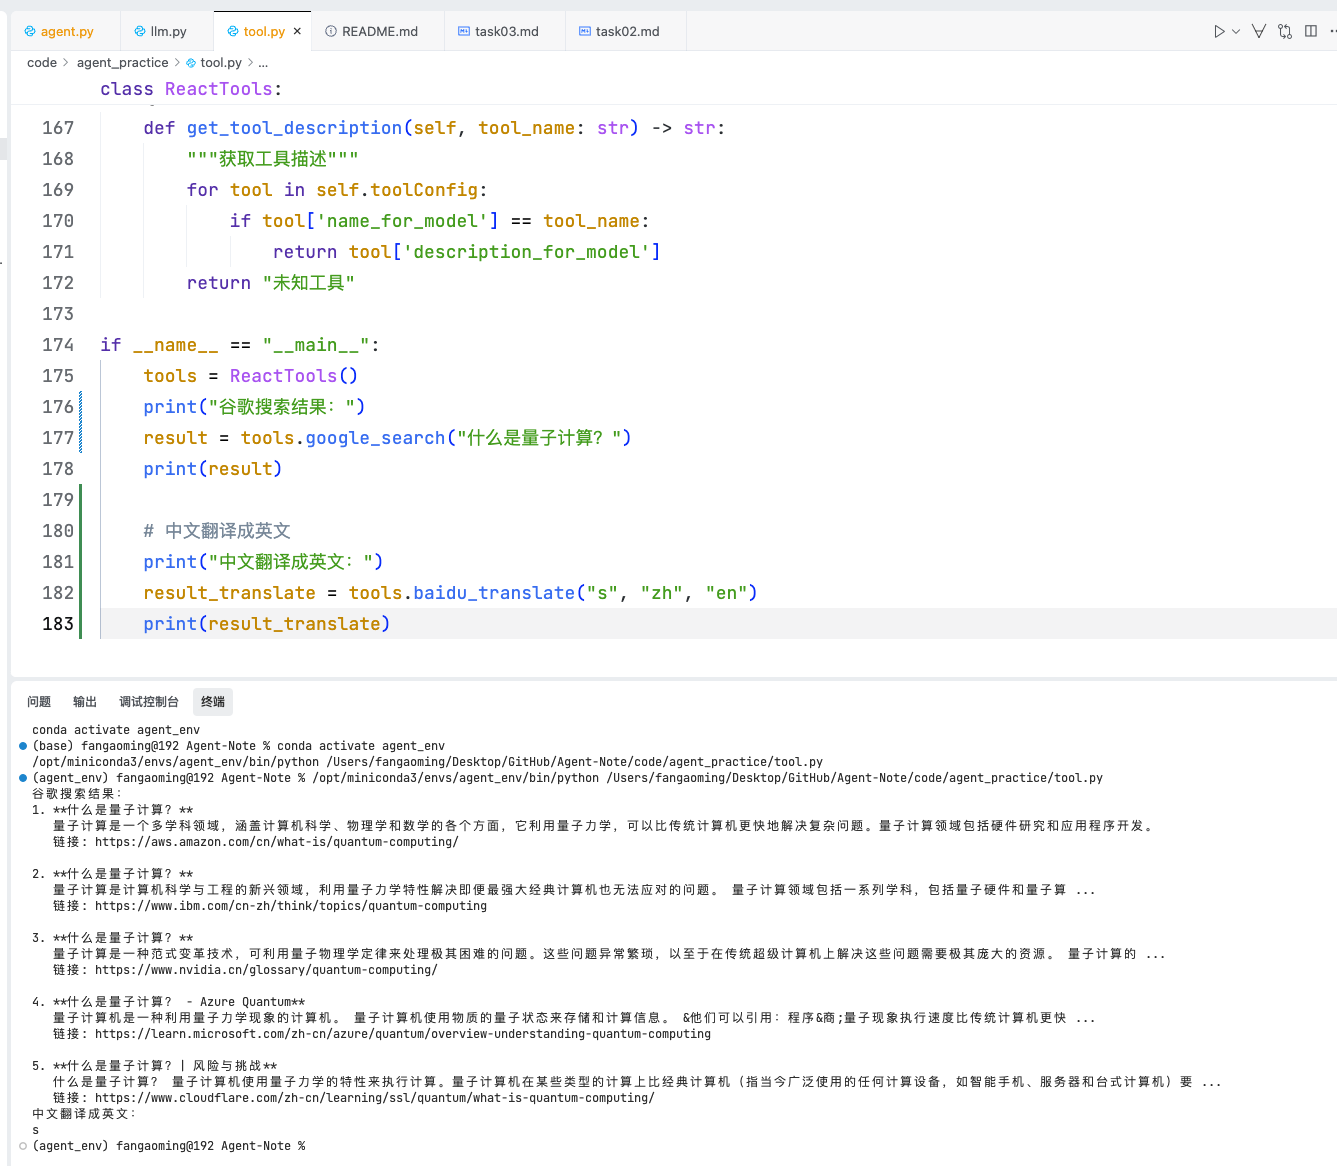 agent.py
llm.py
tool.py ×
README.md
task03.md
task02.md
code > agent_practice > tool.py > ...
class ReactTools:
167 def get_tool_description(self, tool_name: str) -> str:
168 """获取工具描述"""
169 for tool in self.toolConfig:
170 if tool['name_for_model'] == tool_name:
171 return tool['description_for_model']
172 return "未知工具"
173
174 if __name__ == "__main__":
175 tools = ReactTools()
176 print("谷歌搜索结果：")
177 result = tools.google_search("什么是量子计算？")
178 print(result)
179
180 # 中文翻译成英文
181 print("中文翻译成英文：")
182 result_translate = tools.baidu_translate("s", "zh", "en")
183 print(result_translate)
问题 输出 调试控制台 终端
conda activate agent_env
(base) fangaoming@192 Agent-Note % conda activate agent_env
/opt/miniconda3/envs/agent_env/bin/python /Users/fangaoming/Desktop/GitHub/Agent-Note/code/agent_practice/tool.py
(agent_env) fangaoming@192 Agent-Note % /opt/miniconda3/envs/agent_env/bin/python /Users/fangaoming/Desktop/GitHub/Agent-Note/code/agent_practice/tool.py
谷歌搜索结果：
1. **什么是量子计算？**
量子计算是一个多学科领域，涵盖计算机科学、物理学和数学的各个方面，它利用量子力学，可以比传统计算机更快地解决复杂问题。量子计算领域包括硬件研究和应用程序开发。
链接: https://aws.amazon.com/cn/what-is/quantum-computing/
2. **什么是量子计算？**
量子计算是计算机科学与工程的新兴领域，利用量子力学特性解决即便最强大经典计算机也无法应对的问题。 量子计算领域包括一系列学科，包括量子硬件和量子算 ...
链接: https://www.ibm.com/cn-zh/think/topics/quantum-computing
3. **什么是量子计算？**
量子计算是一种范式变革技术，可利用量子物理学定律来处理极其困难的问题。这些问题异常繁琐，以至于在传统超级计算机上解决这些问题需要极其庞大的资源。 量子计算的 ...
链接: https://www.nvidia.cn/glossary/quantum-computing/
4. **什么是量子计算？ - Azure Quantum**
量子计算机是一种利用量子力学现象的计算机。 量子计算机使用物质的量子状态来存储和计算信息。 &他们可以引用：程序&商;量子现象执行速度比传统计算机更快 ...
链接: https://learn.microsoft.com/zh-cn/azure/quantum/overview-understanding-quantum-computing
5. **什么是量子计算？| 风险与挑战**
什么是量子计算？ 量子计算机使用量子力学的特性来执行计算。量子计算机在某些类型的计算上比经典计算机（指当今广泛使用的任何计算设备，如智能手机、服务器和台式计算机）要 ...
链接: https://www.cloudflare.com/zh-cn/learning/ssl/quantum/what-is-quantum-computing/
中文翻译成英文：
s
(agent_env) fangaoming@192 Agent-Note %